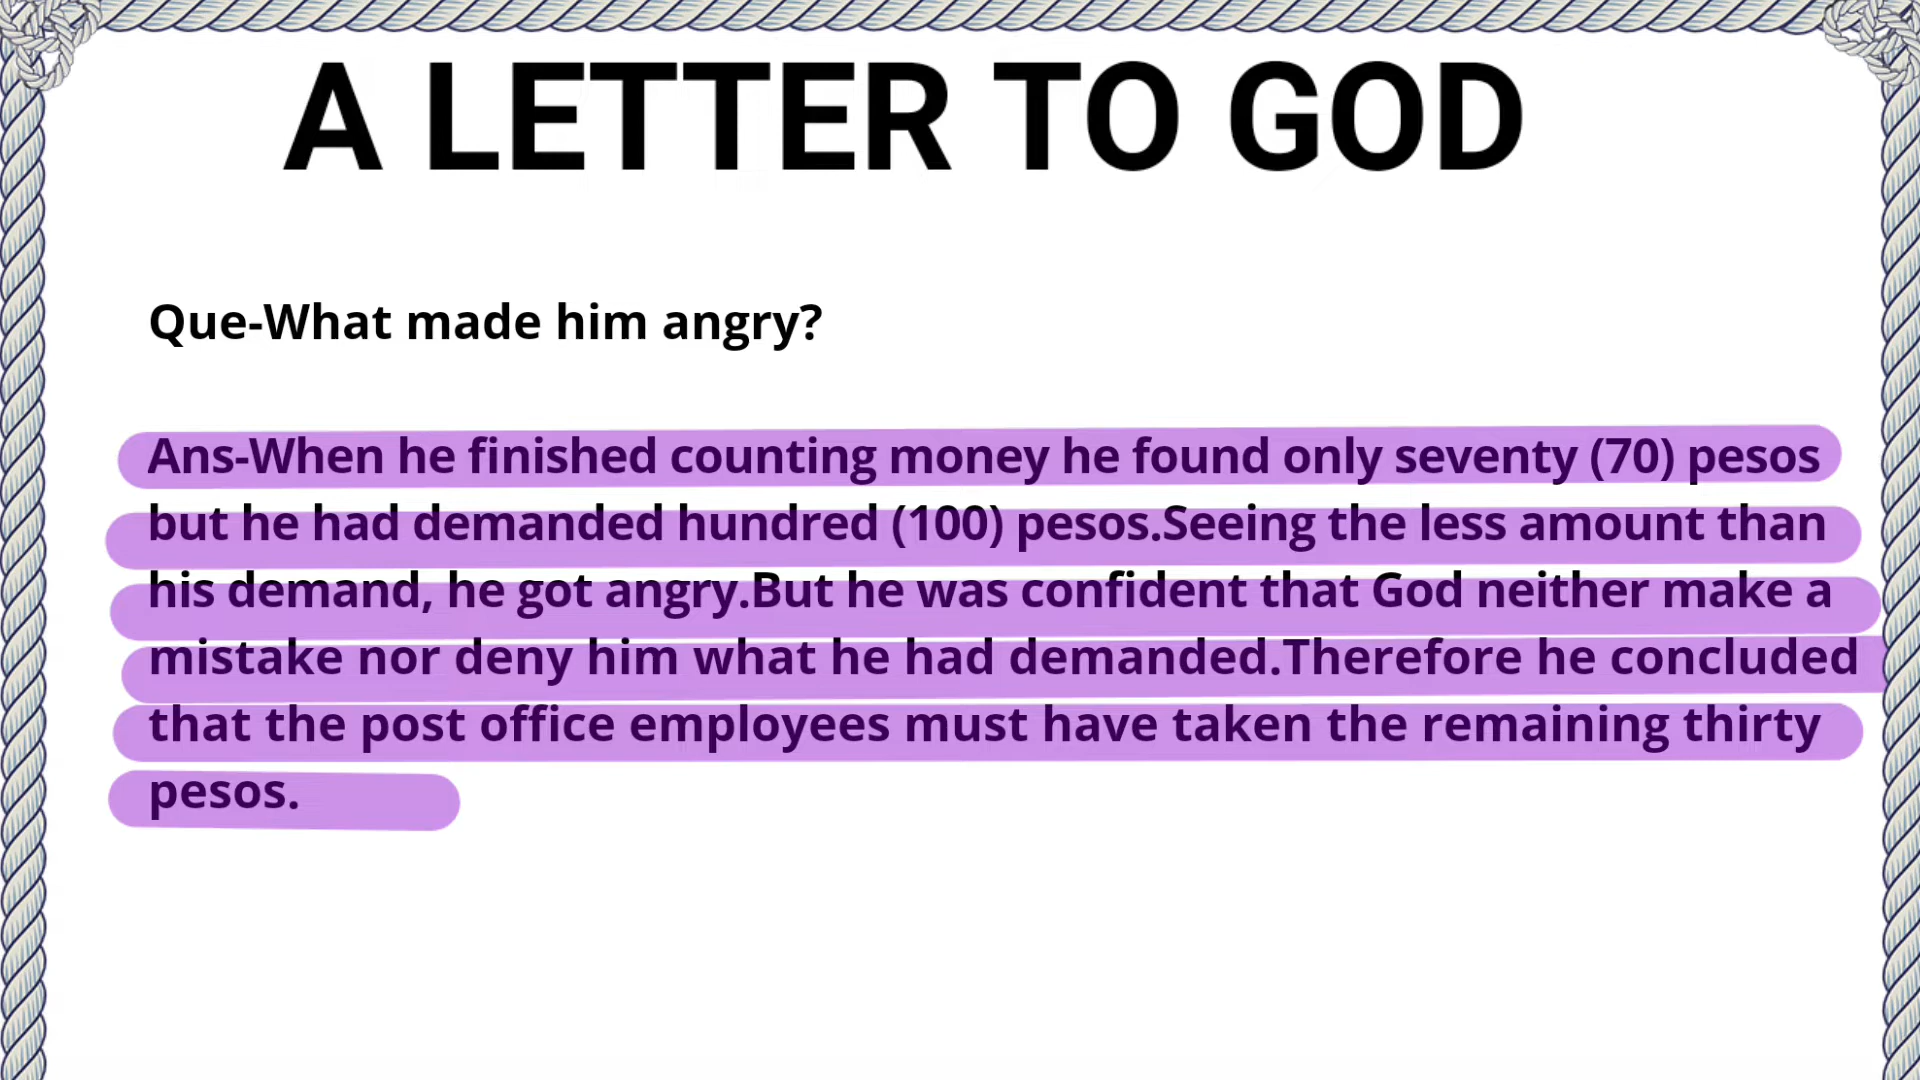 A LETTER TO GOD
Que-What made him angry?
Ans-When he finished counting money he found only seventy (70) pesos
but he had demanded hundred (100) pesos.Seeing the less amount than
his demand, he got angry.But he was confident that God neither make a
mistake nor deny him what he had demanded.Therefore he concluded
that the post office employees must have taken the remaining thirty
pesos.